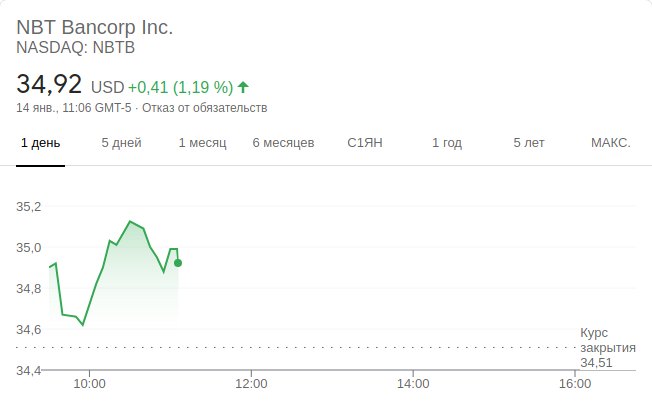 NBT Bancorp Inc.
NASDAQ: NBTB
34,92 USD +0,41 (1,19 %)
14 янв., 11:06 GMT-5 · Отказ от обязательств
1 день 5 дней 1 месяц 6 месяцев С1ЯН 1 год 5 лет МАКС.
35,2
35,0
34,8
34,6
Курс
закрытия
34,51
34,4
10:00 12:00 14:00 16:00